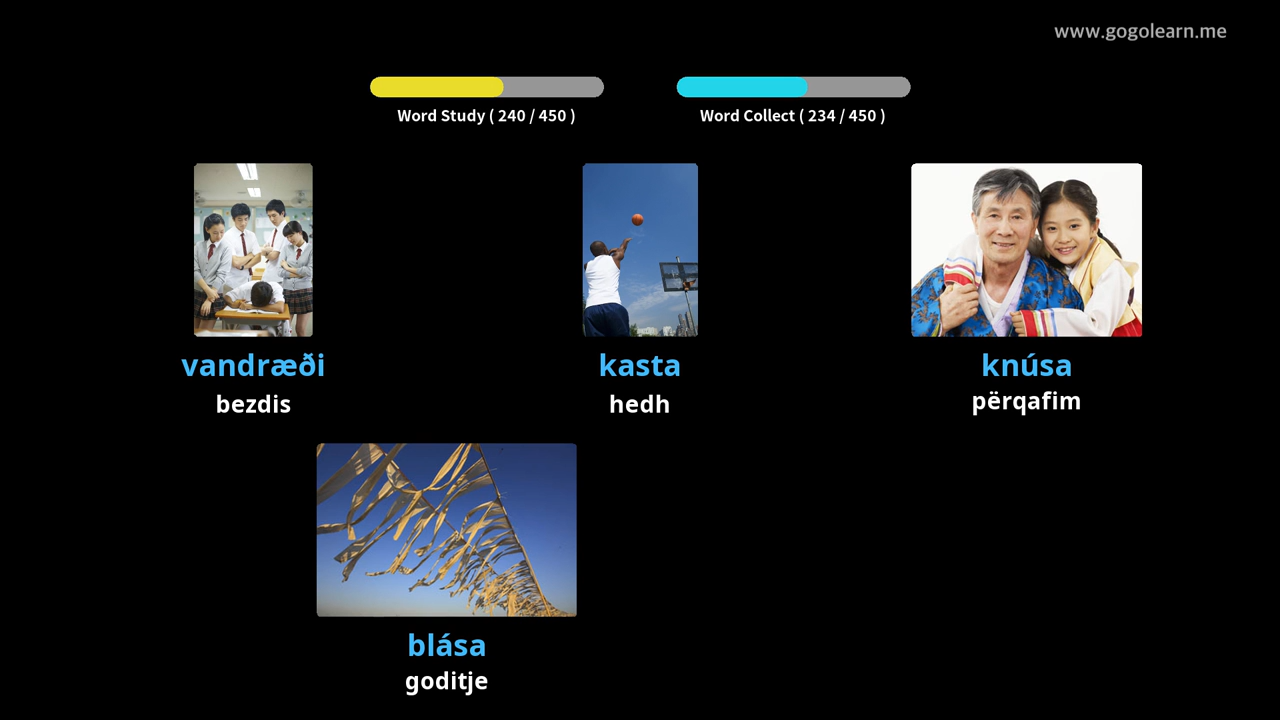 www.gogolearn.me
Word Study ( 240 / 450 )
Word Collect ( 234 / 450 )
vandræði
bezdis
kasta
hedh
knúsa
përqafim
blása
goditje